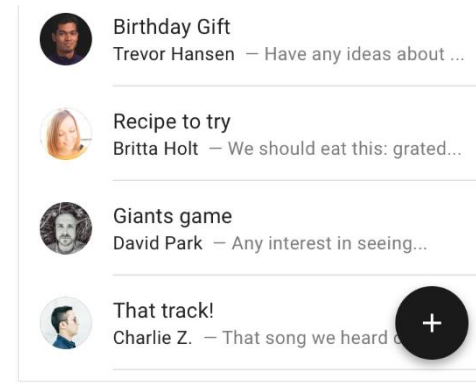 Birthday Gift
Trevor Hansen — Have any ideas about ...
Recipe to try
Britta Holt — We should eat this: grated...
Giants game
David Park — Any interest in seeing...
That track!
Charlie Z. — That song we heard
+